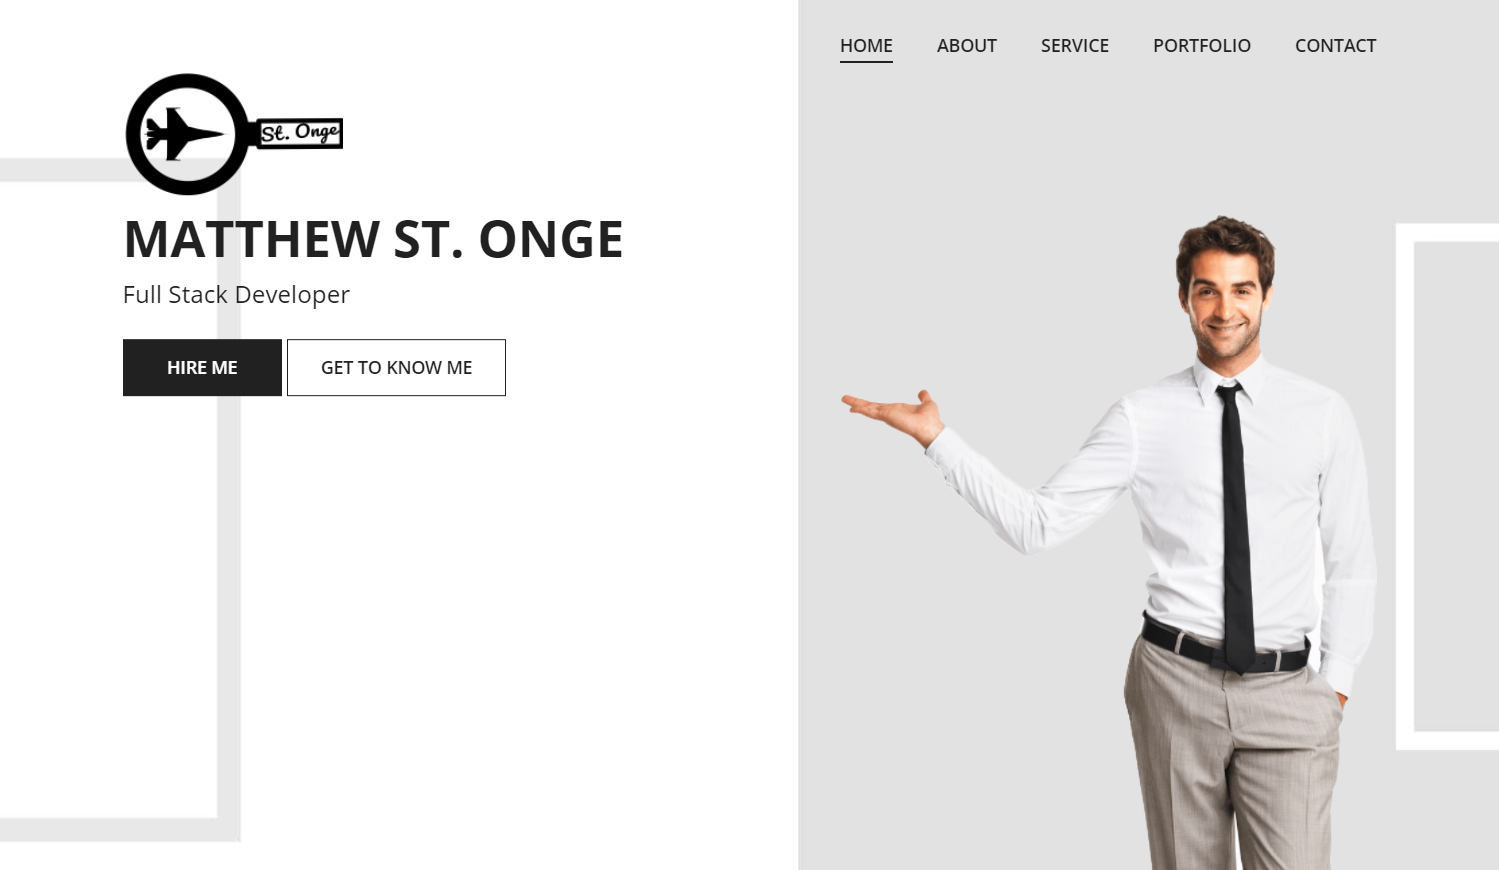 HOME ABOUT SERVICE PORTFOLIO CONTACT
St. Onge
MATTHEW ST. ONGE
Full Stack Developer
HIRE ME GET TO KNOW ME